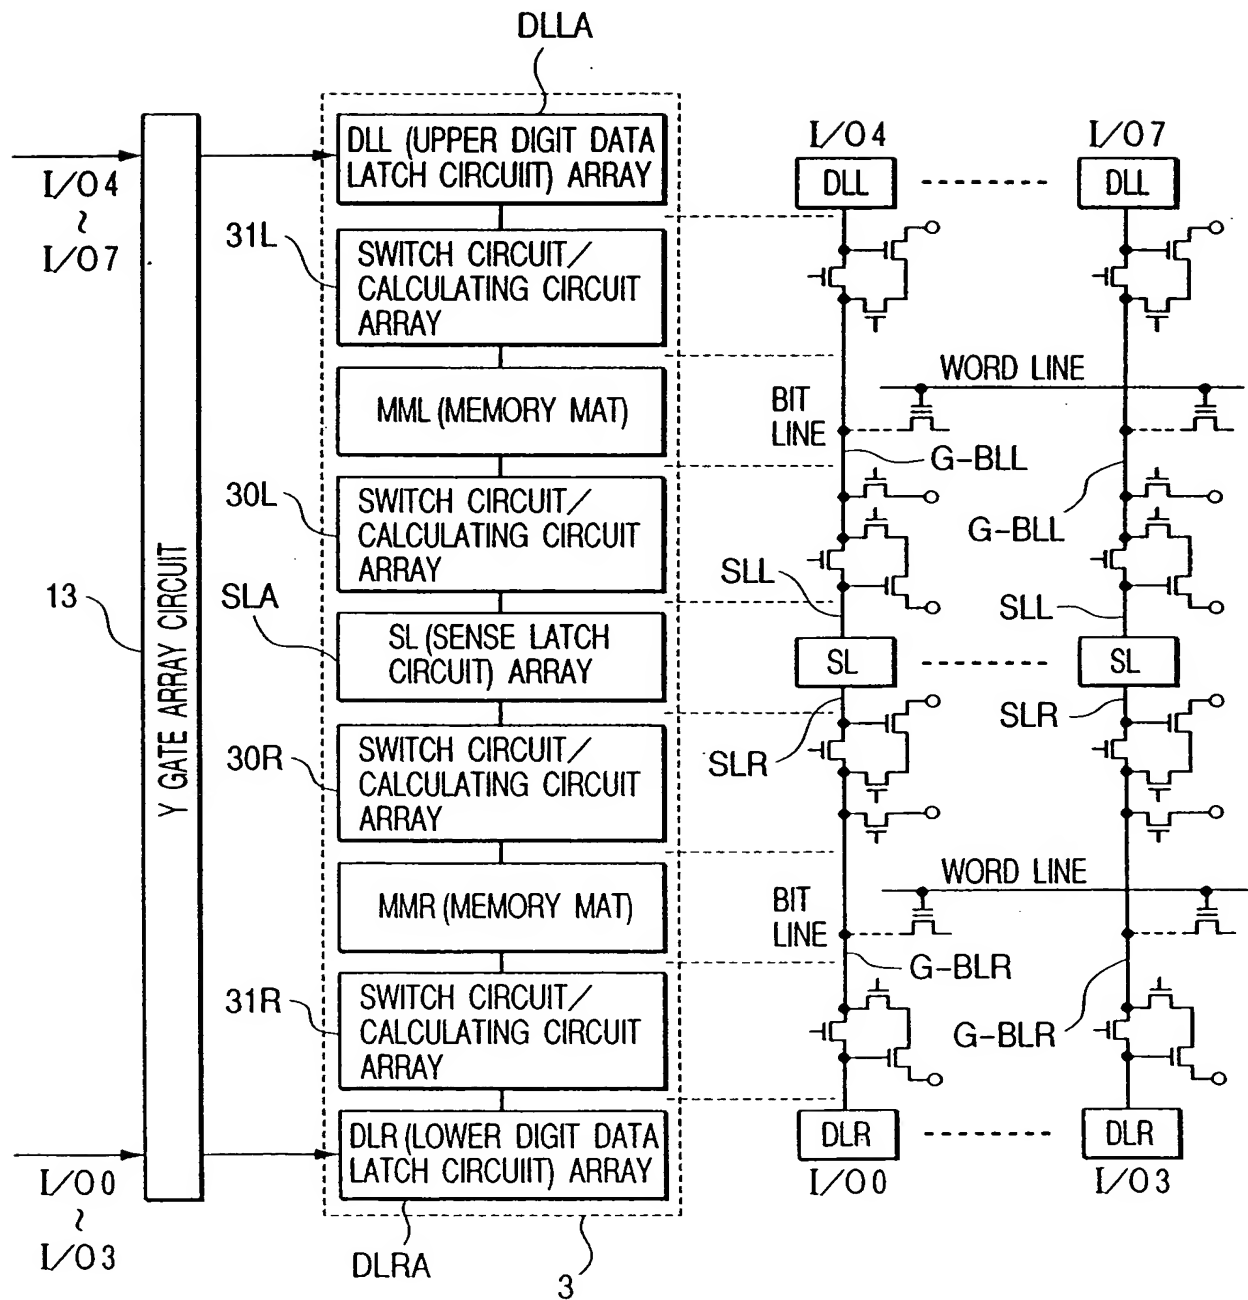 DLLA
I/O4
~
I/O7
13
Y GATE ARRAY CIRCUIT
DLL (UPPER DIGIT DATA
LATCH CIRCUIIT) ARRAY
31L
SWITCH CIRCUIT/
CALCULATING CIRCUIT
ARRAY
MML (MEMORY MAT)
30L
SWITCH CIRCUIT/
CALCULATING CIRCUIT
ARRAY
SLA
SL (SENSE LATCH
CIRCUIT) ARRAY
30R
SWITCH CIRCUIT/
CALCULATING CIRCUIT
ARRAY
MMR (MEMORY MAT)
31R
SWITCH CIRCUIT/
CALCULATING CIRCUIT
ARRAY
DLR (LOWER DIGIT DATA
LATCH CIRCUIIT) ARRAY
I/O0
~
I/O3
DLRA
3
I/O4
I/O7
DLL
DLL
WORD LINE
BIT
LINE
G-BLL
G-BLL
SLL
SLL
SL
SL
SLR
SLR
WORD LINE
BIT
LINE
G-BLR
G-BLR
DLR
DLR
I/O0
I/O3